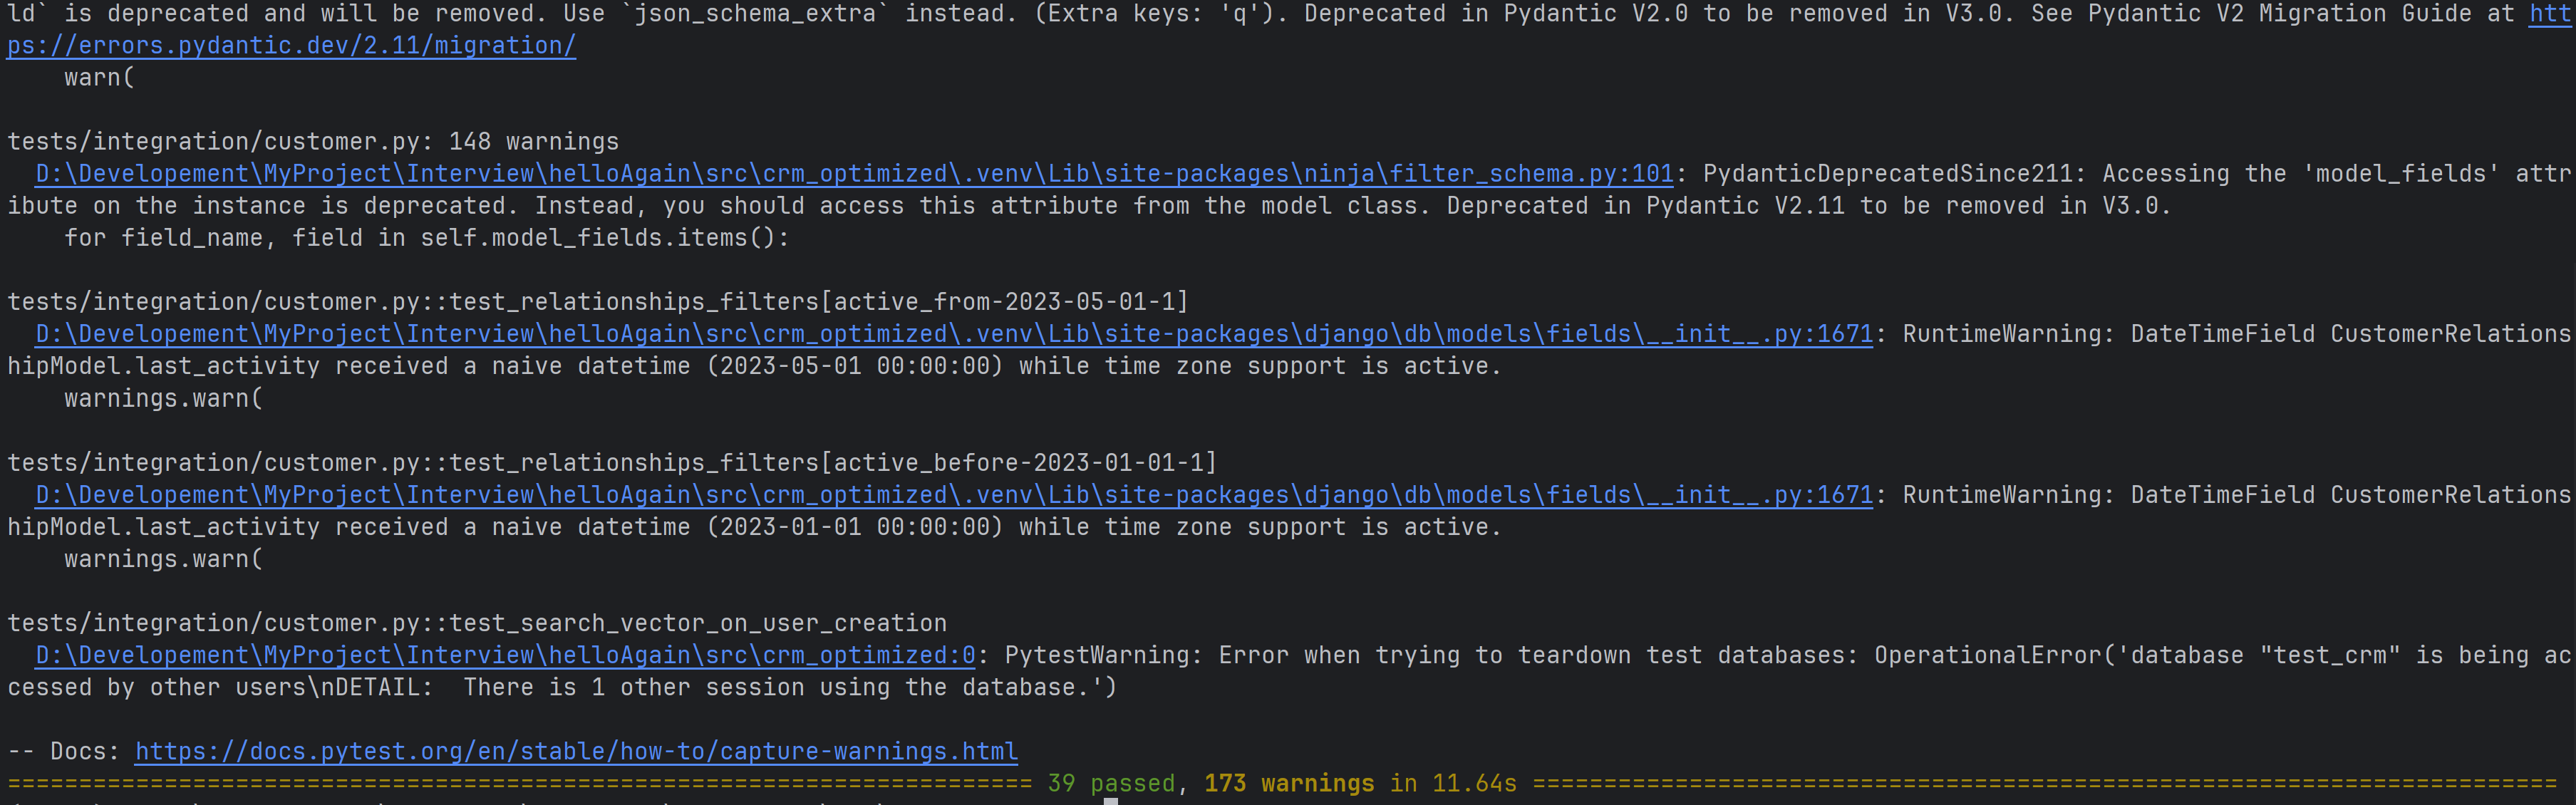 ld` is deprecated and will be removed. Use `json_schema_extra` instead. (Extra keys: 'q'). Deprecated in Pydantic V2.0 to be removed in V3.0. See Pydantic V2 Migration Guide at htt
ps://errors.pydantic.dev/2.11/migration/
    warn(

tests/integration/customer.py: 148 warnings
  D:\Developement\MyProject\Interview\helloAgain\src\crm_optimized\.venv\Lib\site-packages\ninja\filter_schema.py:101: PydanticDeprecatedSince211: Accessing the 'model_fields' attr
ibute on the instance is deprecated. Instead, you should access this attribute from the model class. Deprecated in Pydantic V2.11 to be removed in V3.0.
    for field_name, field in self.model_fields.items():

tests/integration/customer.py::test_relationships_filters[active_from-2023-05-01-1]
  D:\Developement\MyProject\Interview\helloAgain\src\crm_optimized\.venv\Lib\site-packages\django\db\models\fields\__init__.py:1671: RuntimeWarning: DateTimeField CustomerRelations
hipModel.last_activity received a naive datetime (2023-05-01 00:00:00) while time zone support is active.
    warnings.warn(

tests/integration/customer.py::test_relationships_filters[active_before-2023-01-01-1]
  D:\Developement\MyProject\Interview\helloAgain\src\crm_optimized\.venv\Lib\site-packages\django\db\models\fields\__init__.py:1671: RuntimeWarning: DateTimeField CustomerRelations
hipModel.last_activity received a naive datetime (2023-01-01 00:00:00) while time zone support is active.
    warnings.warn(

tests/integration/customer.py::test_search_vector_on_user_creation
  D:\Developement\MyProject\Interview\helloAgain\src\crm_optimized:0: PytestWarning: Error when trying to teardown test databases: OperationalError('database "test_crm" is being ac
cessed by other users\nDETAIL:  There is 1 other session using the database.')

-- Docs: https://docs.pytest.org/en/stable/how-to/capture-warnings.html
======================================================================== 39 passed, 173 warnings in 11.64s ========================================================================